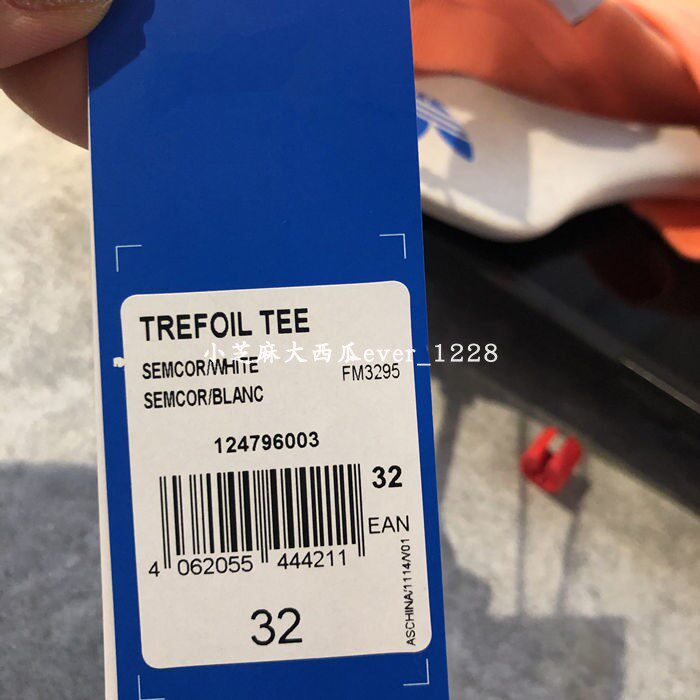 TREFOIL TEE
小芝麻大西瓜ever_1228
SEMCOR/WHITE
FM3295
SEMCOR/BLANC
124796003
32
EAN
4 062055 444211
32
ASCHINA/1114/V01